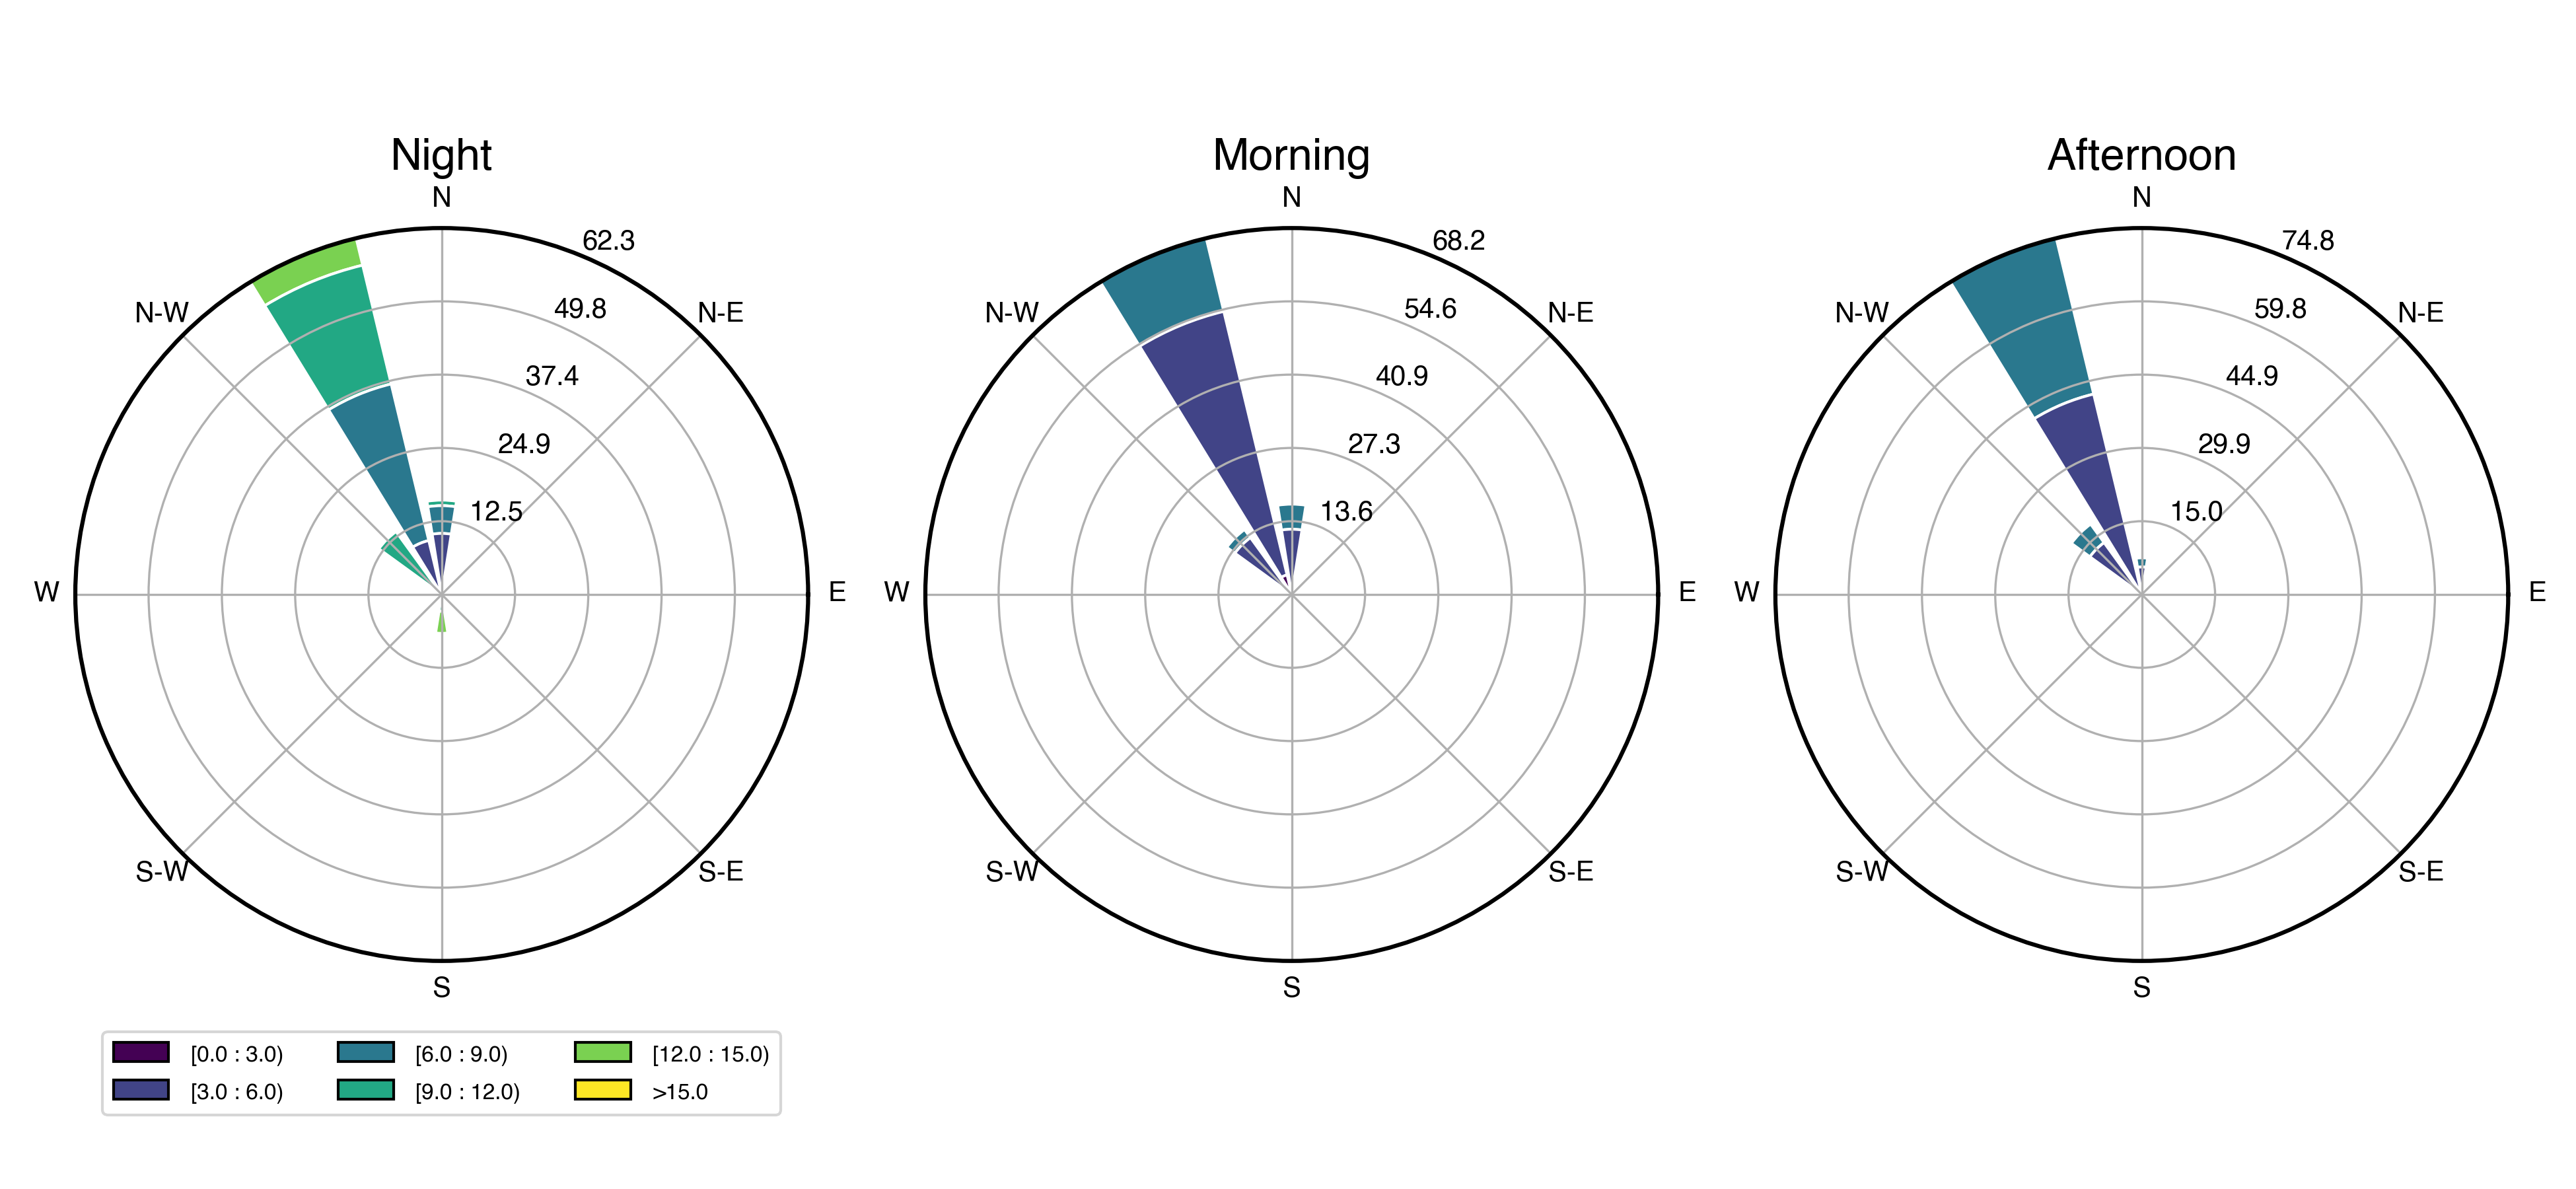 Night
N
62.3
49.8
37.4
24.9
12.5
N-W
N-E
W
E
S-W
S-E
S
Morning
N
68.2
54.6
40.9
27.3
13.6
N-W
N-E
W
E
S-W
S-E
S
Afternoon
N
74.8
59.8
44.9
29.9
15.0
N-W
N-E
W
E
S-W
S-E
S
[0.0 : 3.0)
[3.0 : 6.0)
[6.0 : 9.0)
[9.0 : 12.0)
[12.0 : 15.0)
>15.0